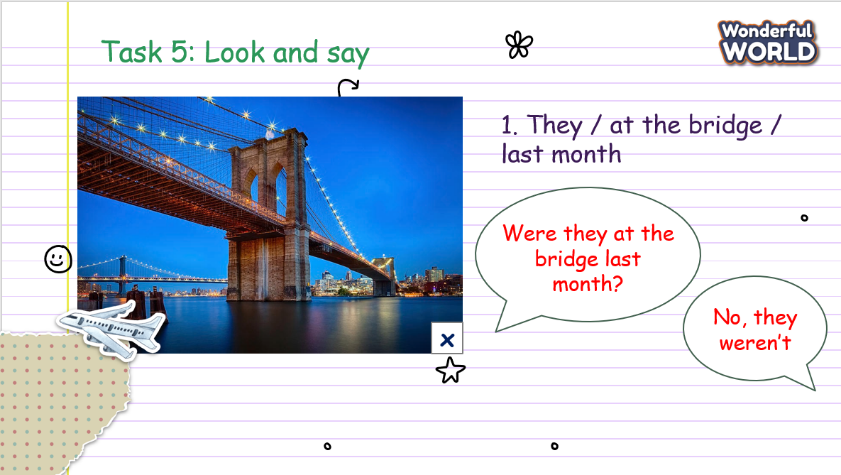 Task 5: Look and say
Wonderful
WORLD
1. They / at the bridge /
last month
Were they at the
bridge last
month?
No, they
weren't
x